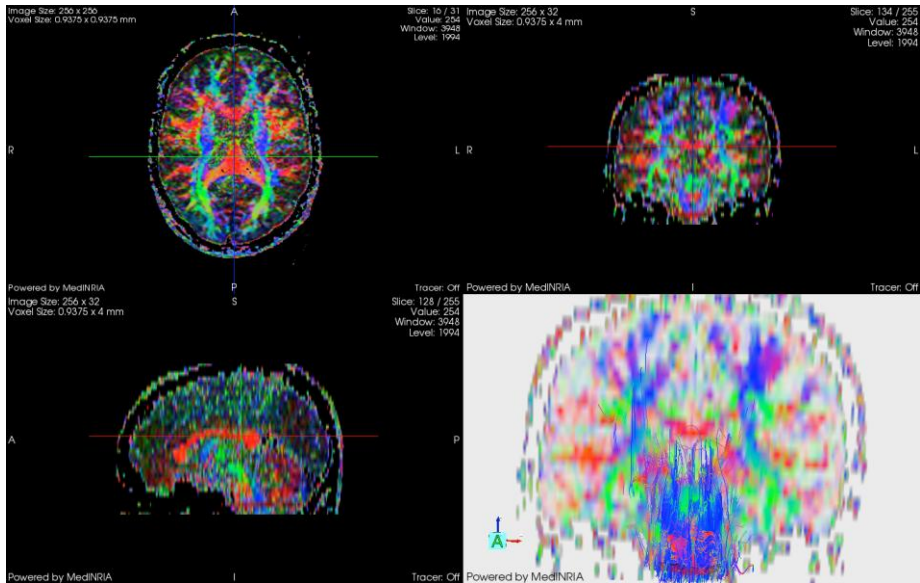 Image Size: 256 x 256
Voxel Size: 0.9375 x 0.9375 mm
A
Slice: 16 / 31
Value: 254
Window: 3948
Level: 1994
R
L
Powered by MedINRIA
P
Tracer: Off
Image Size: 256 x 32
Voxel Size: 0.9375 x 4 mm
S
Slice: 134 / 255
Value: 254
Window: 3948
Level: 1994
R
L
Powered by MedINRIA
I
Tracer: Off
Image Size: 256 x 32
Voxel Size: 0.9375 x 4 mm
S
Slice: 128 / 255
Value: 254
Window: 3948
Level: 1994
A
P
Powered by MedINRIA
I
Tracer: Off
A
Powered by MedINRIA